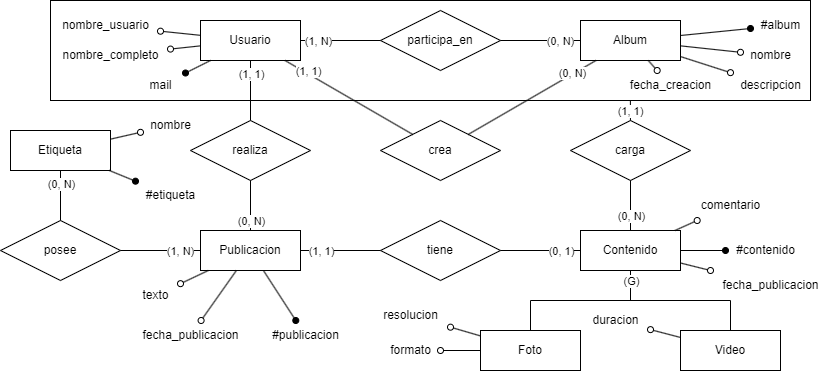 nombre_usuario
Usuario
(1, N)
participa_en
(0, N)
Album
#album
nombre_completo
nombre
mail
(1, 1)
(1, 1)
(0, N)
fecha_creacion
descripcion
(1, 1)
nombre
Etiqueta
realiza
crea
carga
(0, N)
#etiqueta
comentario
(0, N)
(0, N)
posee
(1, N)
Publicacion
(1, 1)
tiene
(0, 1)
Contenido
#contenido
(G)
fecha_publicacion
texto
resolucion
duracion
fecha_publicacion
#publicacion
formato
Foto
Video